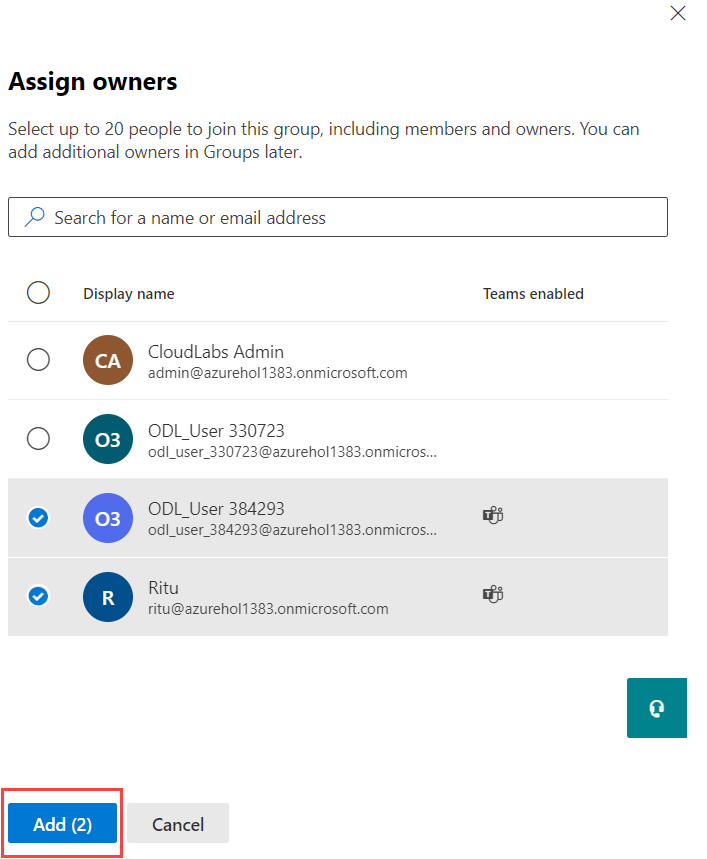 Assign owners
Select up to 20 people to join this group, including members and owners. You can
add additional owners in Groups later.
Search for a name or email address
Display name Teams enabled
CA CloudLabs Admin
admin@azurehol1383.onmicrosoft.com
O3 ODL_User 330723
odl_user_330723@azurehol1383.onmicros...
O3 ODL_User 384293
odl_user_384293@azurehol1383.onmicros...
R Ritu
ritu@azurehol1383.onmicrosoft.com
Add (2) Cancel